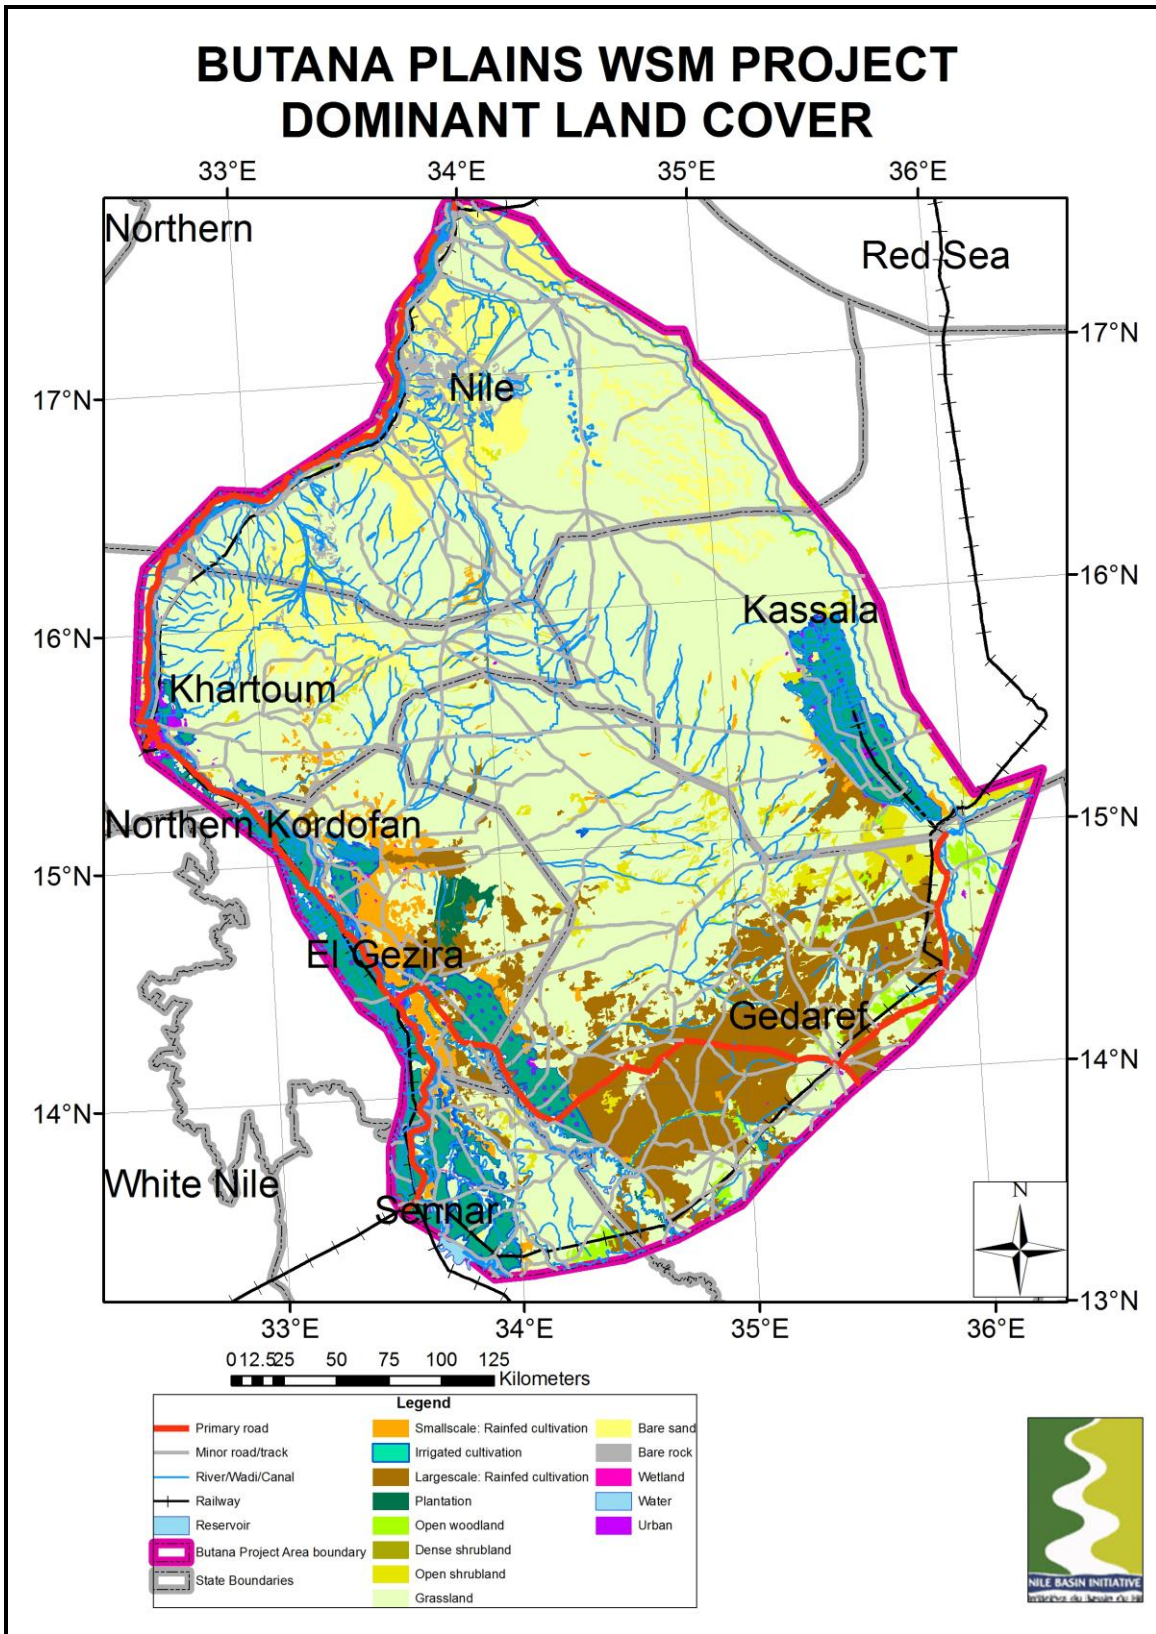 BUTANA PLAINS WSM PROJECT
DOMINANT LAND COVER
33°E 34°E 35°E 36°E
Northern
Red Sea
17°N
Nile
17°N
16°N
Kassala
16°N
Khartoum
15°N
Northern Kordofan
15°N
El Gezira
Gedaref
14°N
14°N
White Nile
Sennar
N
13°N
33°E 34°E 35°E 36°E
0 12.5 25 50 75 100 125
Kilometers
Legend
Primary road
Minor road/track
River/Wadi/Canal
Railway
Reservoir
Butana Project Area boundary
State Boundaries
Smallscale: Rainfed cultivation
Irrigated cultivation
Largescale: Rainfed cultivation
Plantation
Open woodland
Dense shrubland
Open shrubland
Grassland
Bare sand
Bare rock
Wetland
Water
Urban
NILE BASIN INITIATIVE